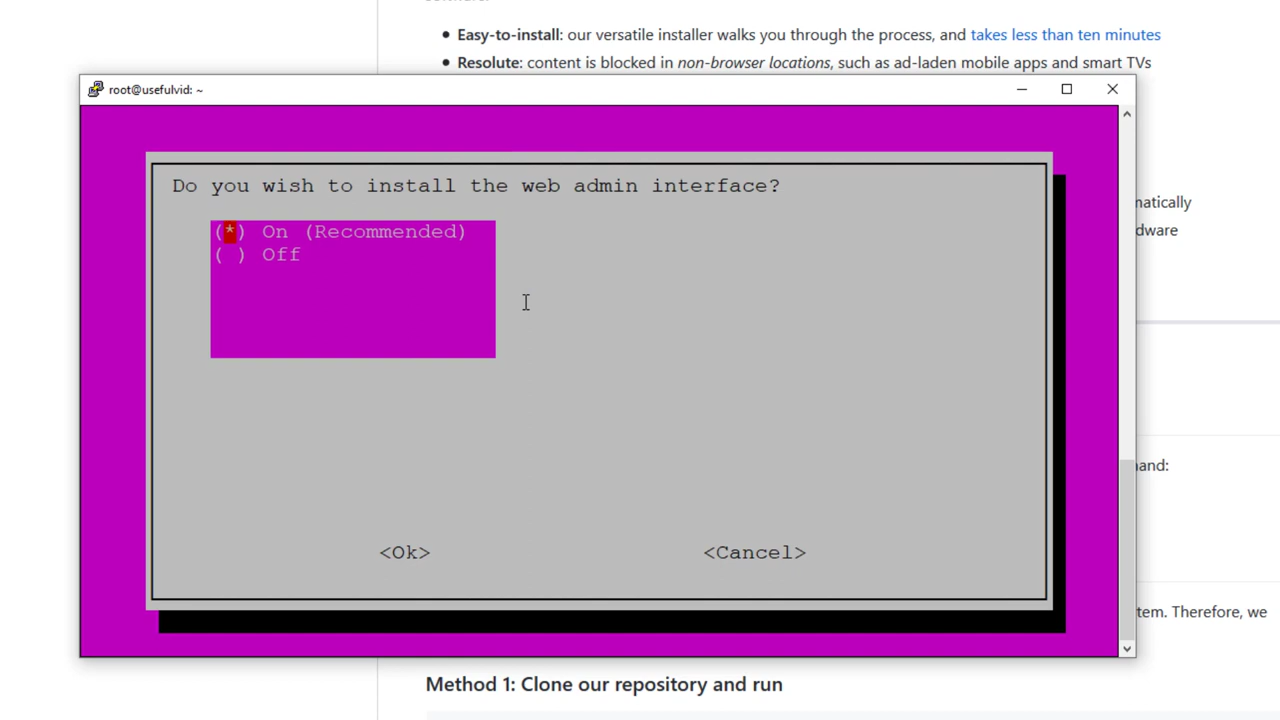 • Easy-to-install: our versatile installer walks you through the process, and takes less than ten minutes
• Resolute: content is blocked in non-browser locations, such as ad-laden mobile apps and smart TVs
root@usefulvid: ~
Do you wish to install the web admin interface?
(*) On (Recommended)
( ) Off
<Ok> <Cancel>
matically
dware
hand:
tem. Therefore, we
Method 1: Clone our repository and run